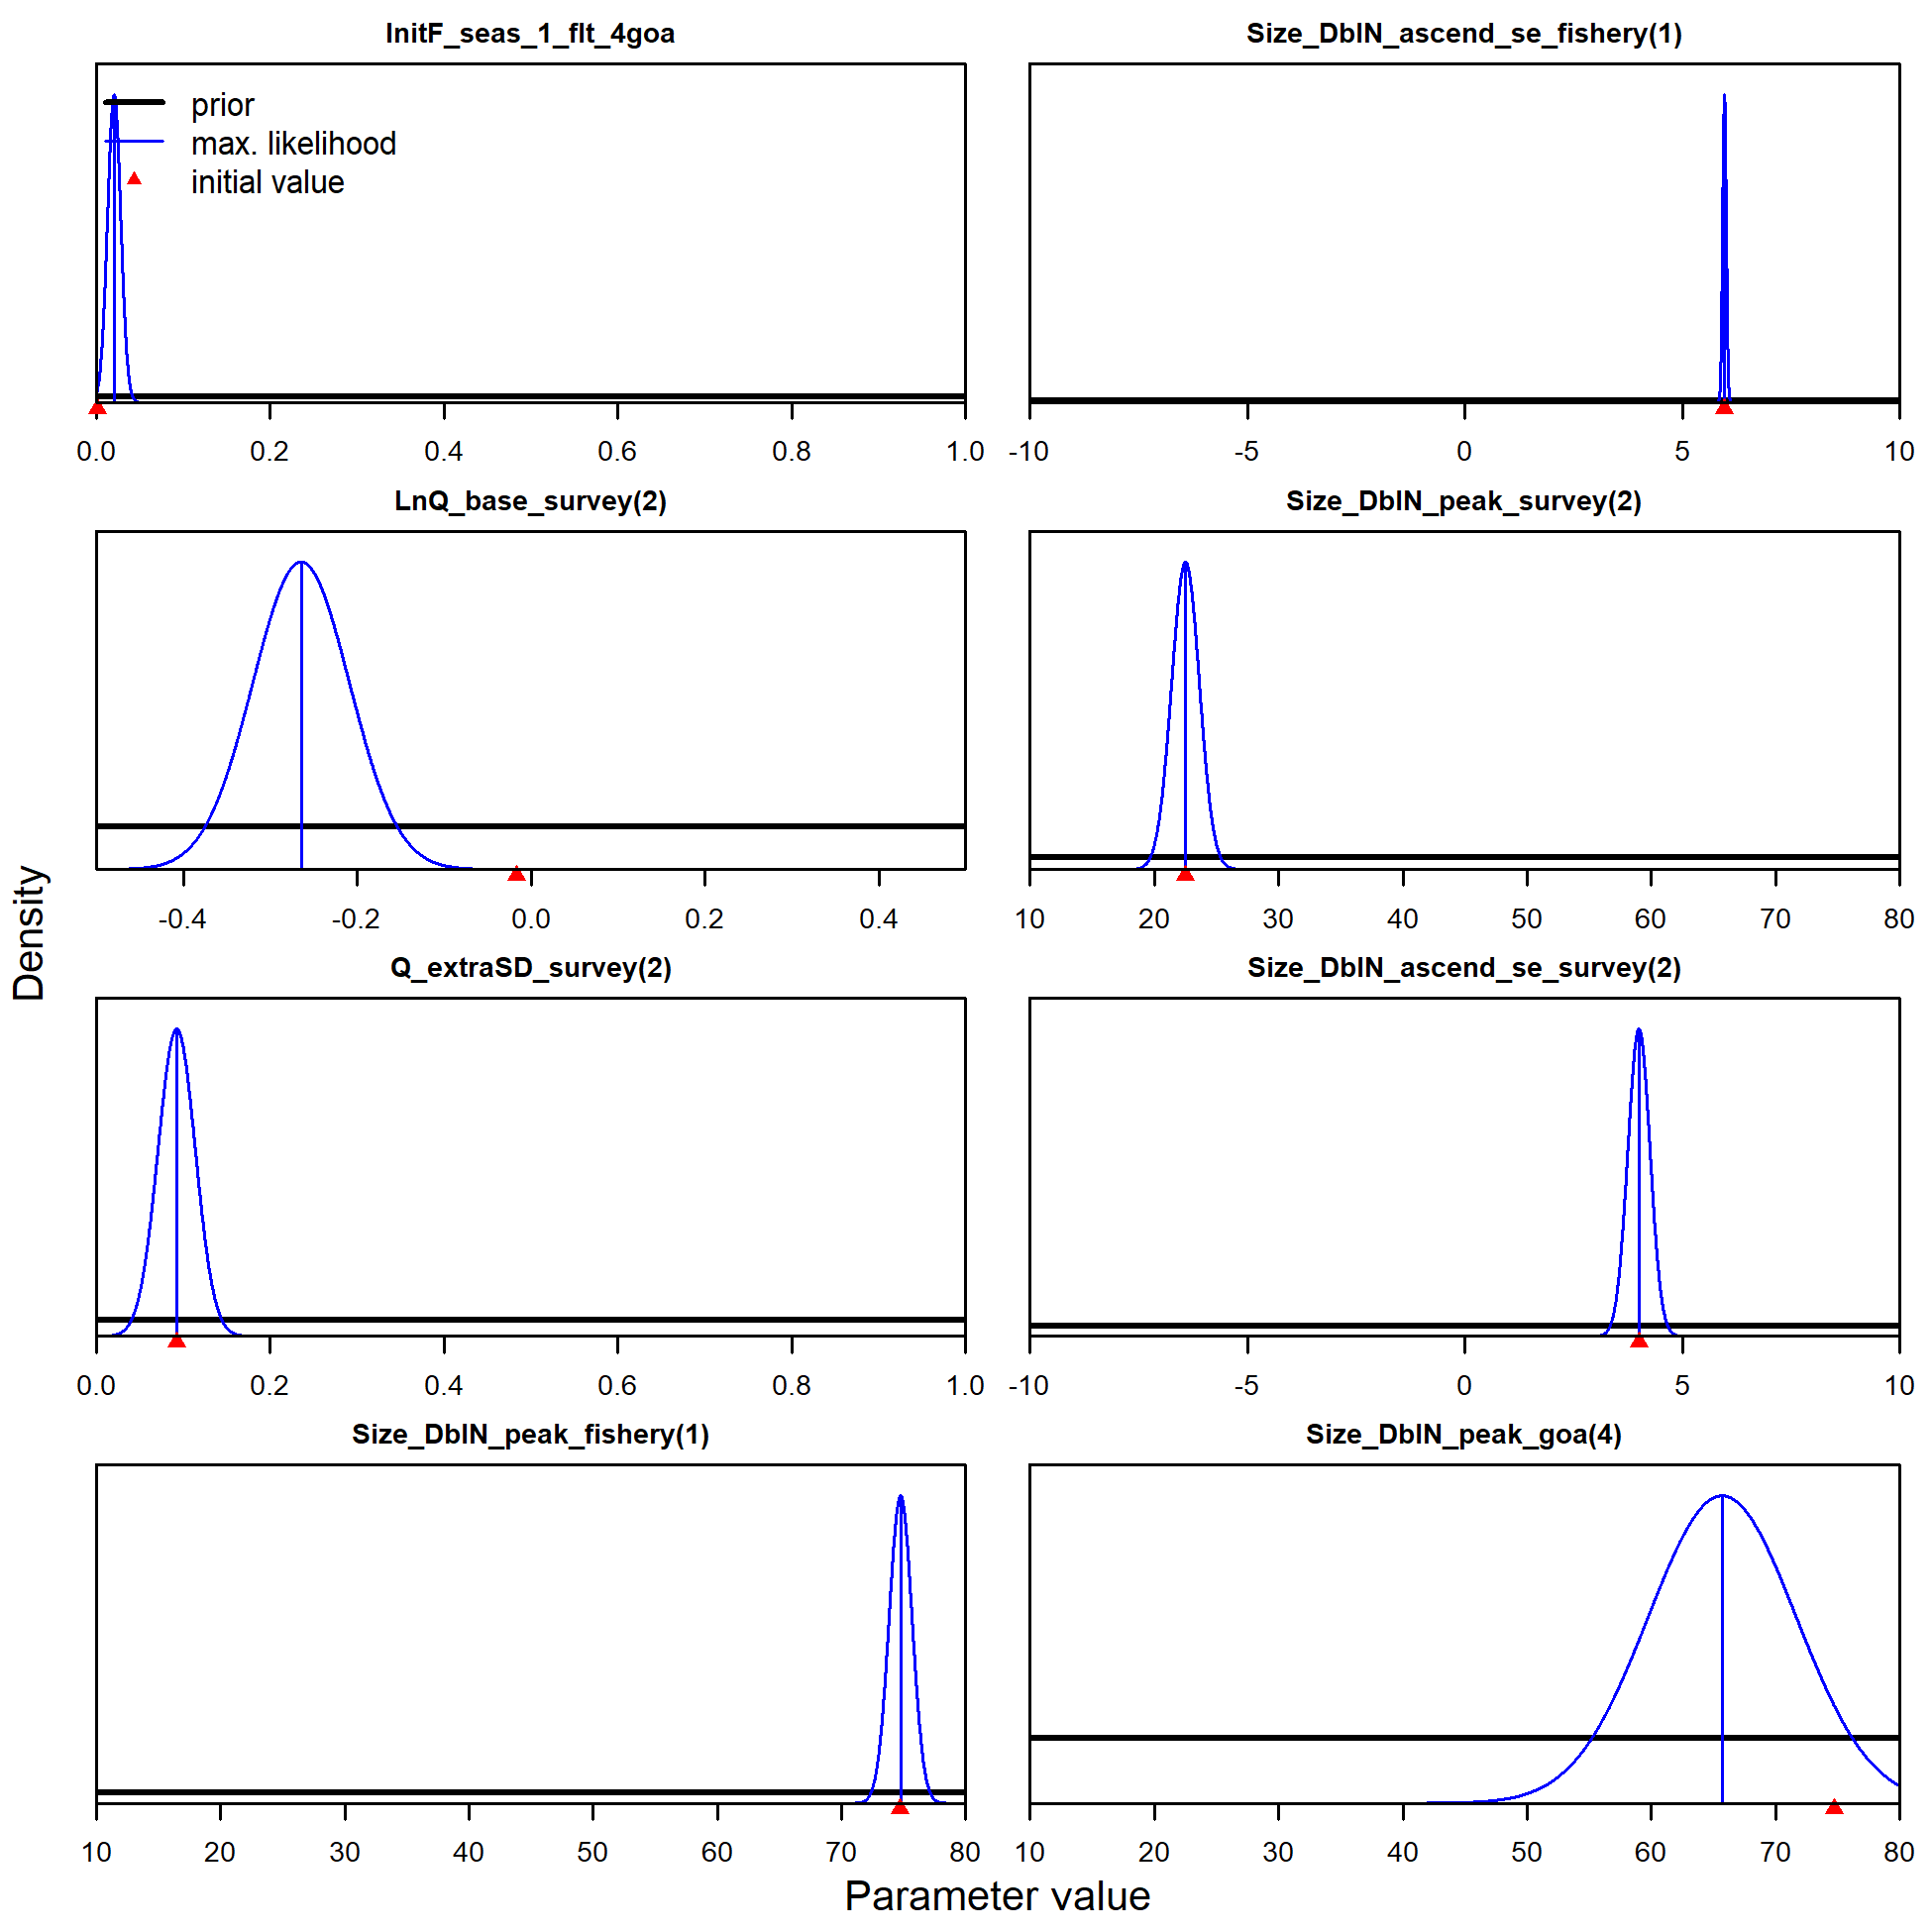 InitF_seas_1_flt_4goa
prior
max. likelihood
initial value
0.0 0.2 0.4 0.6 0.8 1.0
Size_DblN_ascend_se_fishery(1)
-10 -5 0 5 10
LnQ_base_survey(2)
-0.4 -0.2 0.0 0.2 0.4
Size_DblN_peak_survey(2)
10 20 30 40 50 60 70 80
Q_extraSD_survey(2)
0.0 0.2 0.4 0.6 0.8 1.0
Size_DblN_ascend_se_survey(2)
-10 -5 0 5 10
Size_DblN_peak_fishery(1)
10 20 30 40 50 60 70 80
Size_DblN_peak_goa(4)
10 20 30 40 50 60 70 80
Density
Parameter value